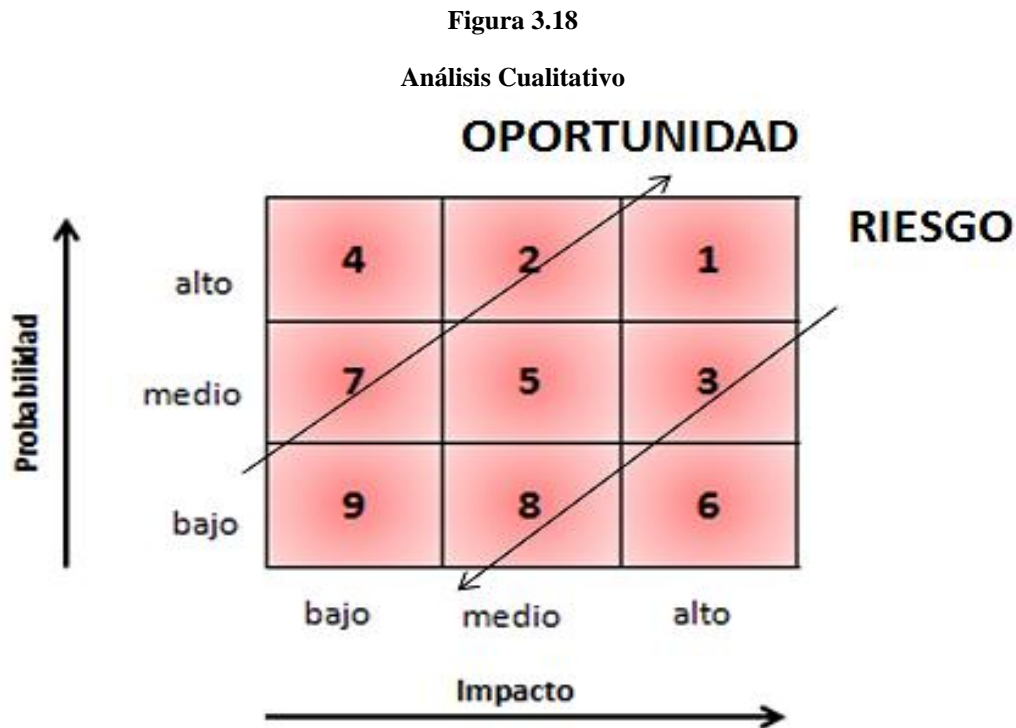 Figura 3.18
Análisis Cualitativo
OPORTUNIDAD
RIESGO
Probabilidad
alto 4 2 1
medio 7 5 3
bajo 9 8 6
bajo medio alto
Impacto